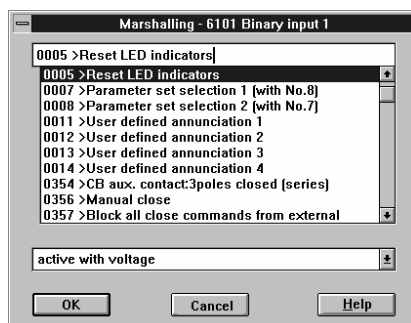 Marshalling - 6101 Binary input 1
0005 >Reset LED indicators
0005 >Reset LED indicators
0007 >Parameter set selection 1 (with No.8)
0008 >Parameter set selection 2 (with No.7)
0011 >User defined annunciation 1
0012 >User defined annunciation 2
0013 >User defined annunciation 3
0014 >User defined annunciation 4
0354 >CB aux. contact:3poles closed (series)
0356 >Manual close
0357 >Block all close commands from external
active with voltage
OK Cancel Help